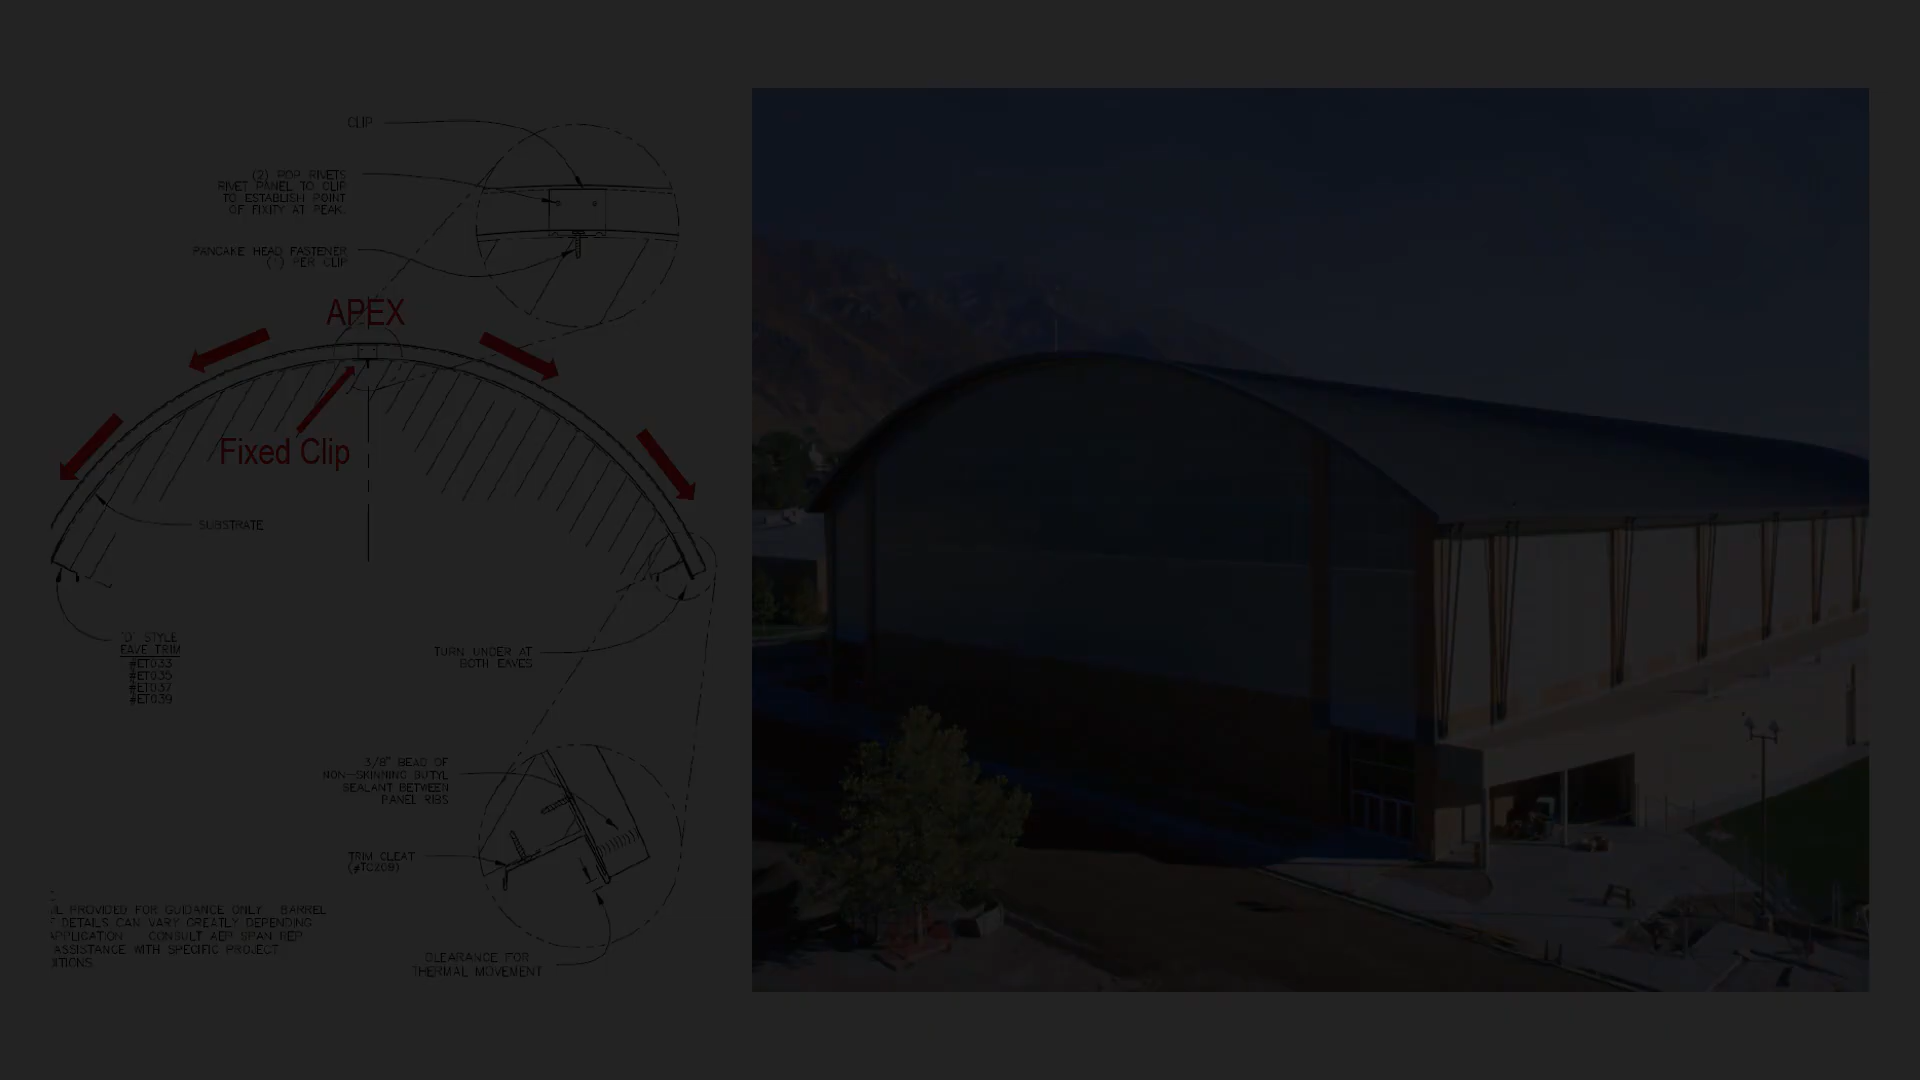 CLIP
(2) POP RIVETS
RIVET PANEL TO CLIP
TO ESTABLISH POINT
OF FIXITY AT PEAK.
PANCAKE HEAD FASTENER
(1) PER CLIP
APEX
Fixed Clip
SUBSTRATE
"D" STYLE
EAVE TRIM
#ET033
#ET035
#ET037
#ET039
TURN UNDER AT
BOTH EAVES
3/8" BEAD OF
NON-SKINNING BUTYL
SEALANT BETWEEN
PANEL RIBS
TRIM CLEAT
(#TC269)
PROVIDED FOR GUIDANCE ONLY BARREL
DETAILS CAN VARY GREATLY DEPENDING
APPLICATION CONSULT AEP SPAN REP
ASSISTANCE WITH SPECIFIC PROJECT
CLEARANCE FOR
THERMAL MOVEMENT